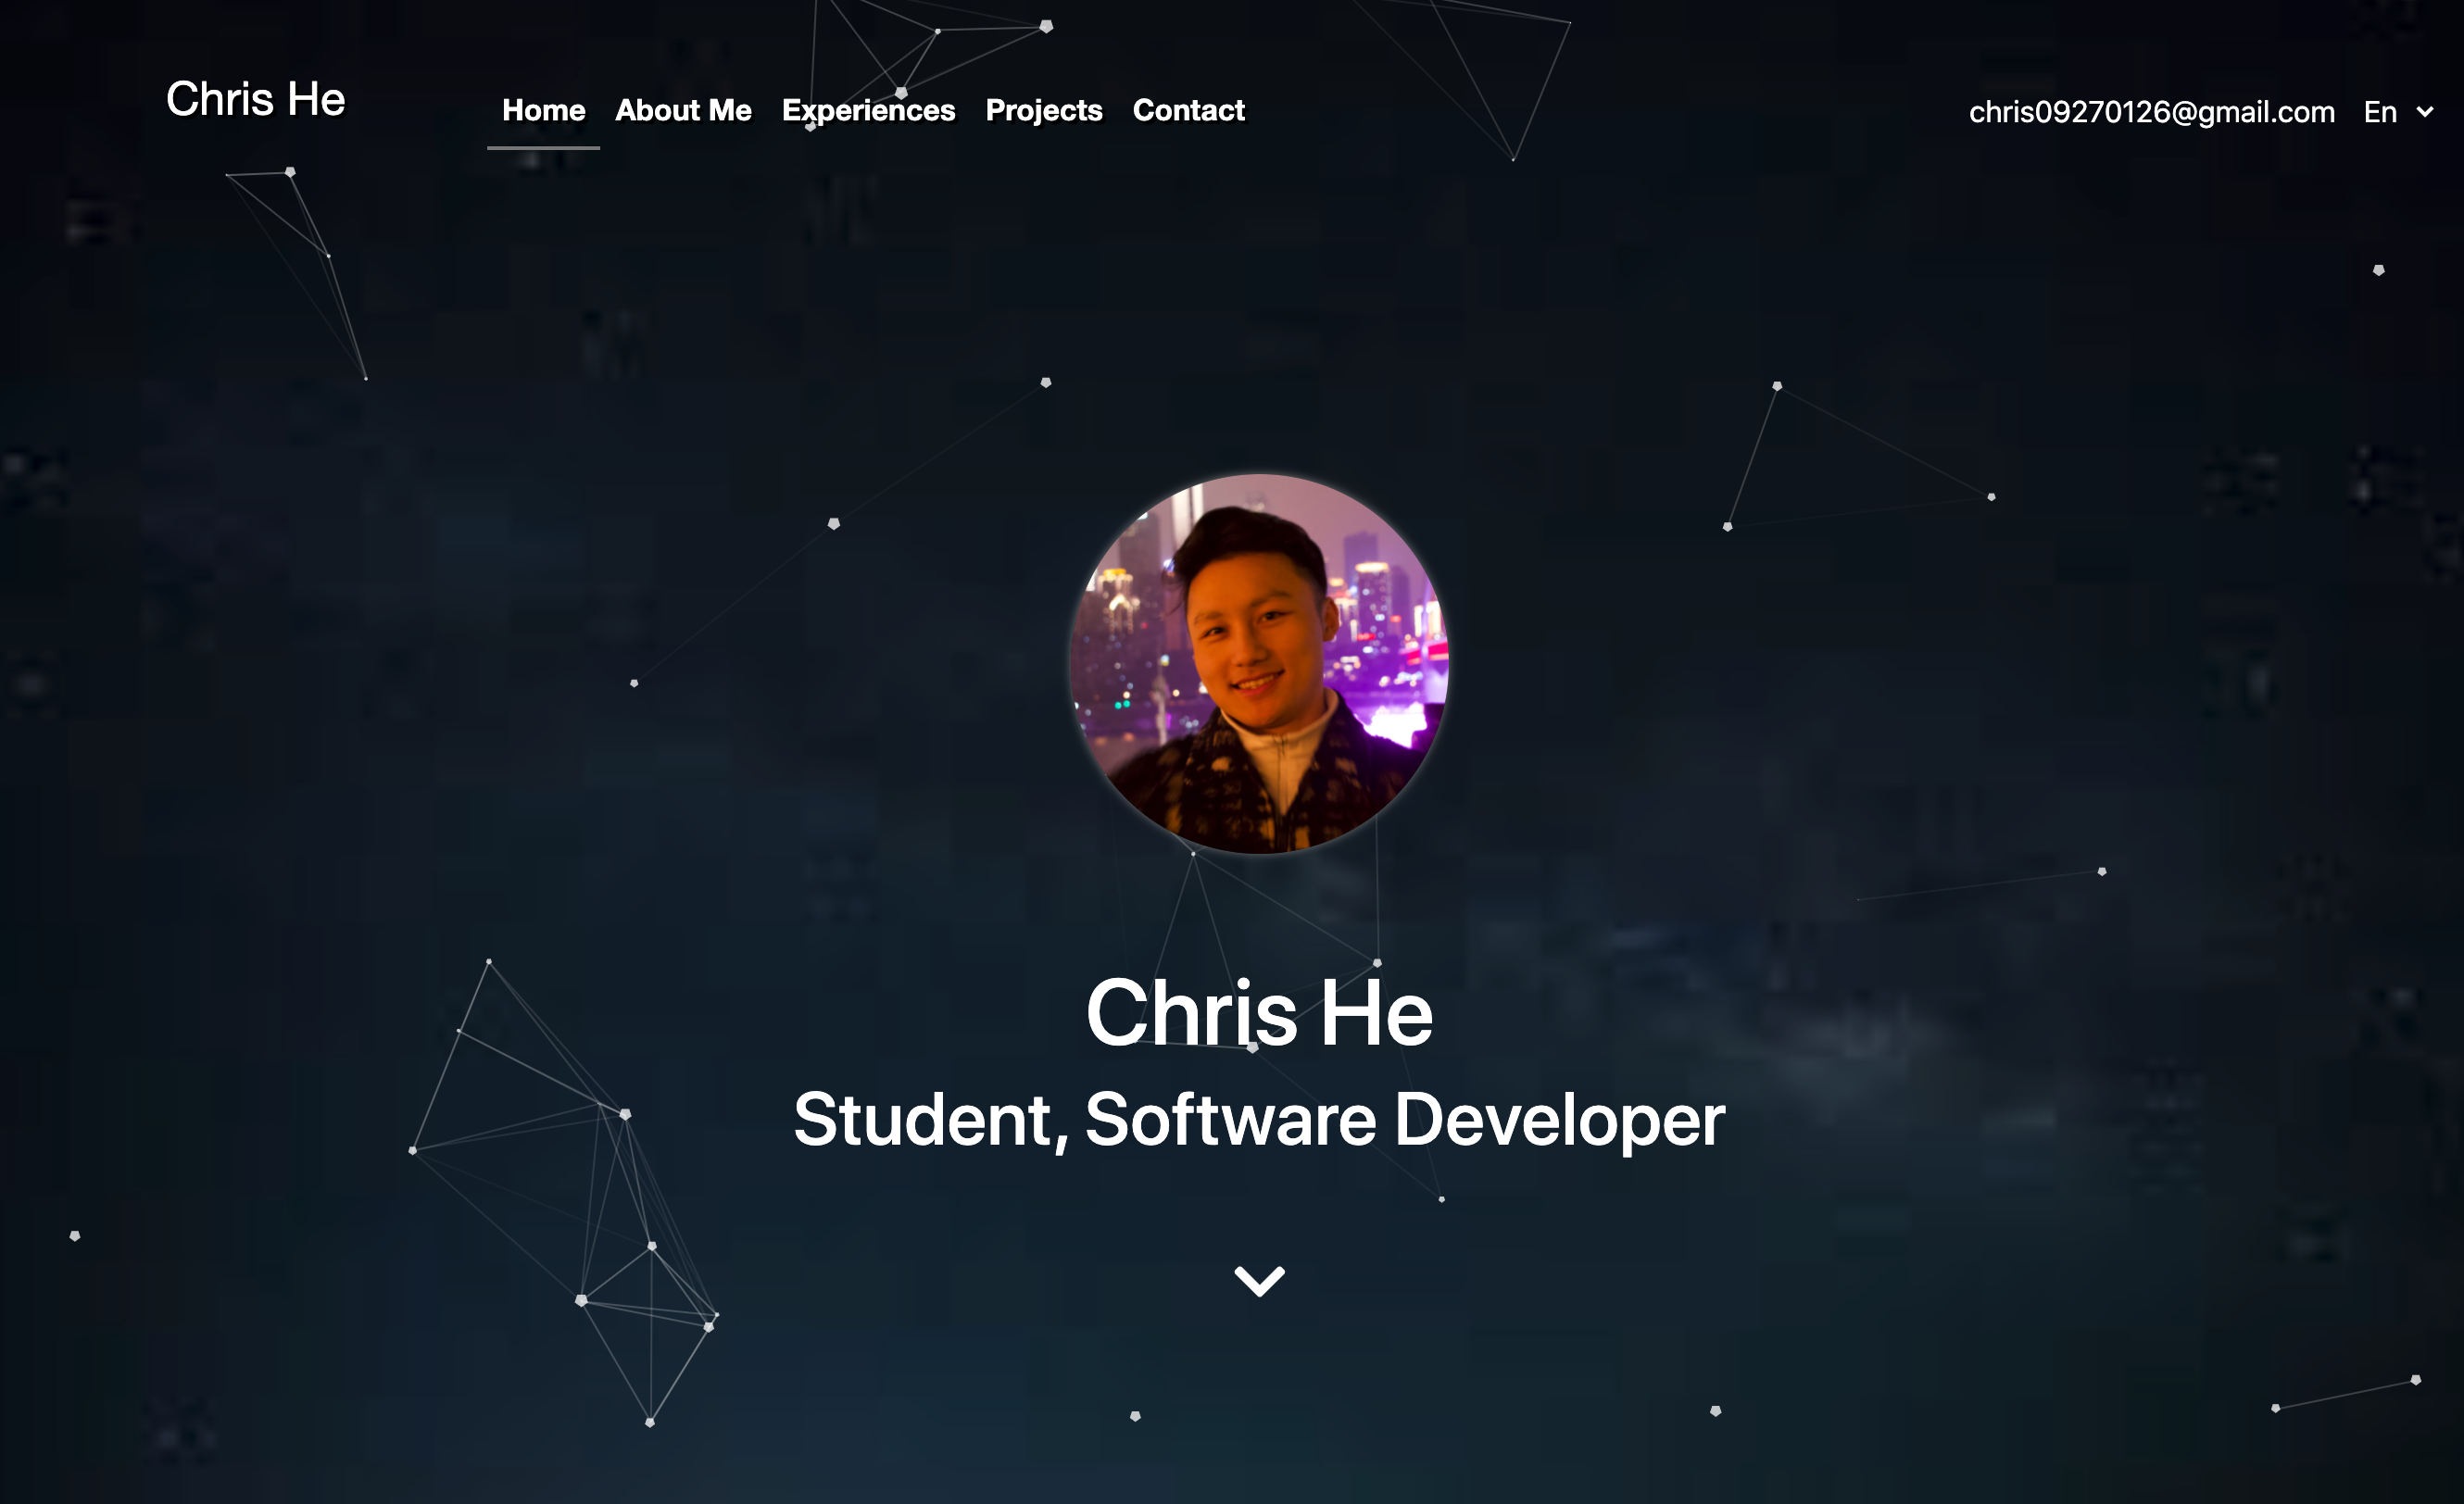 Chris He
Home About Me Experiences Projects Contact
chris09270126@gmail.com En
Chris He
Student, Software Developer